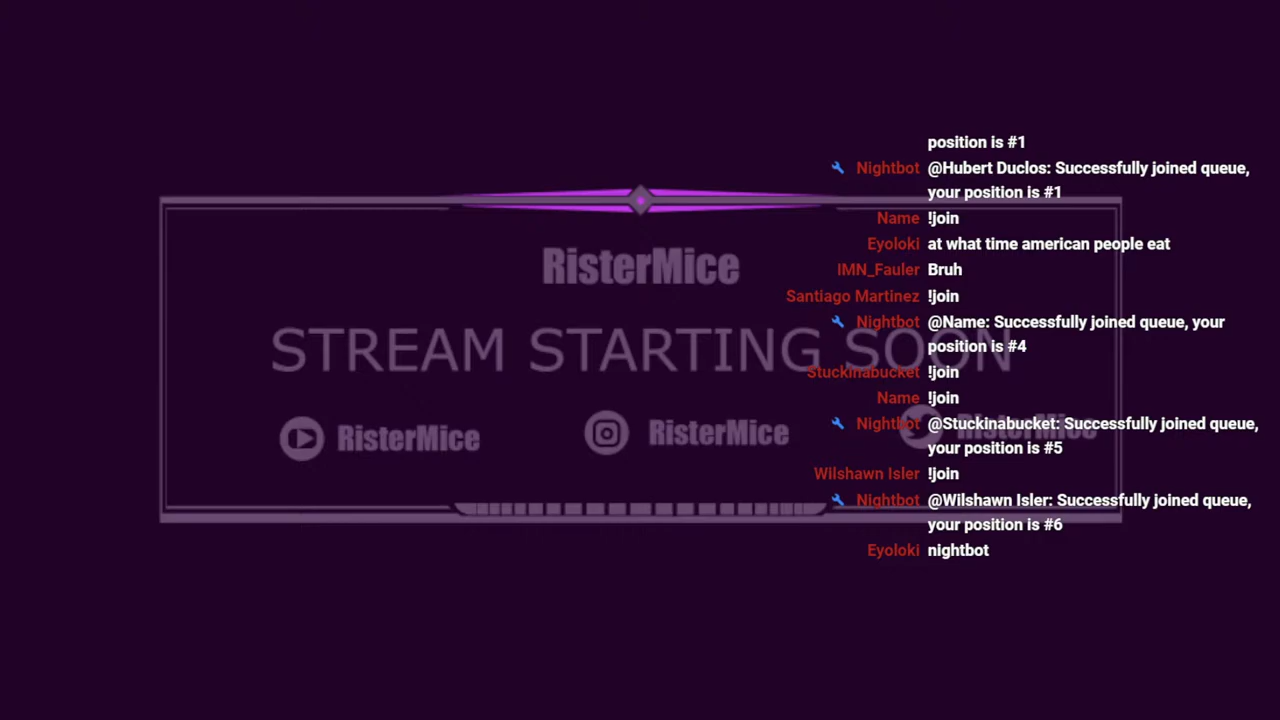 position is #1
Nightbot @Hubert Duclos: Successfully joined queue,
your position is #1
Name !join
Eyoloki at what time american people eat
RisterMice
IMN_Fauler Bruh
Santiago Martinez !join
Nightbot @Name: Successfully joined queue, your
position is #4
STREAM STARTING SOON
Stuckinabucket !join
Name !join
Nightbot @Stuckinabucket: Successfully joined queue,
your position is #5
RisterMice
RisterMice
RisterMice
Wilshawn Isler !join
Nightbot @Wilshawn Isler: Successfully joined queue,
your position is #6
Eyoloki nightbot